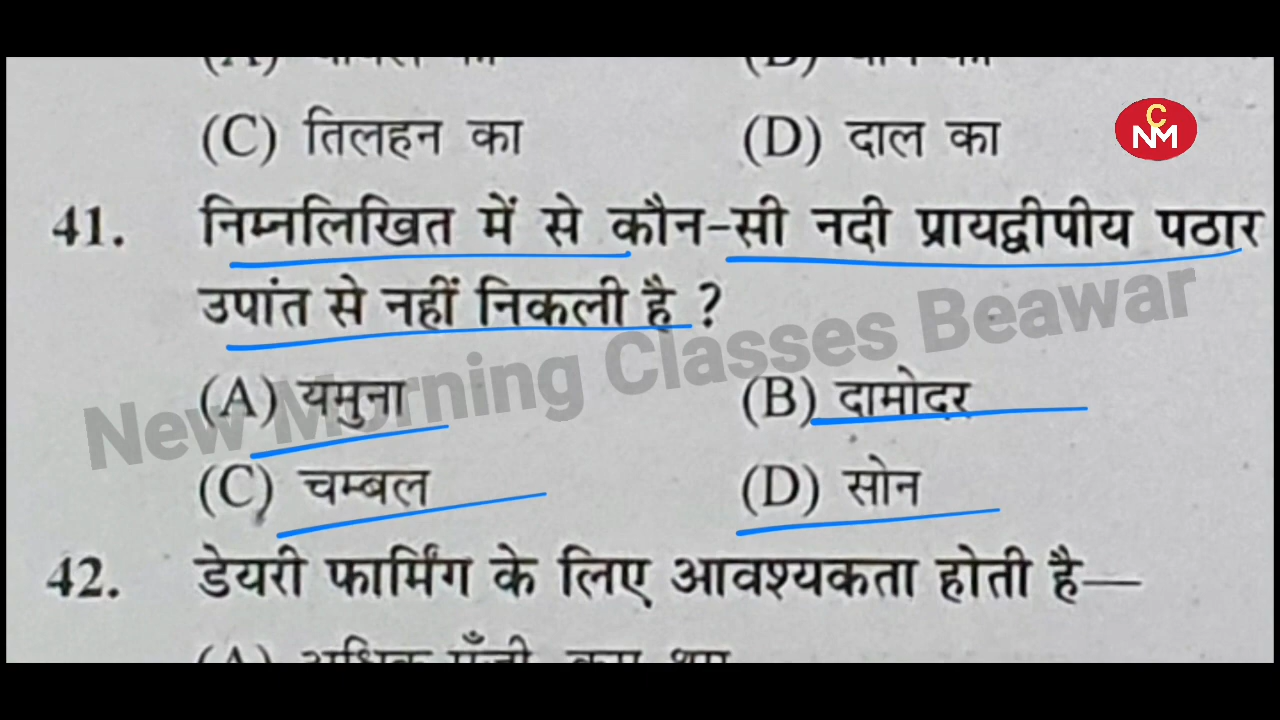 (C) तिलहन का (D) दाल का
C
NM
41. निम्नलिखित में से कौन-सी नदी प्रायद्वीपीय पठार
उपांत से नहीं निकली है ?
New Morning Classes Beawar
(A) यमुना (B) दामोदर
(C) चम्बल (D) सोन
42. डेयरी फार्मिंग के लिए आवश्यकता होती है—